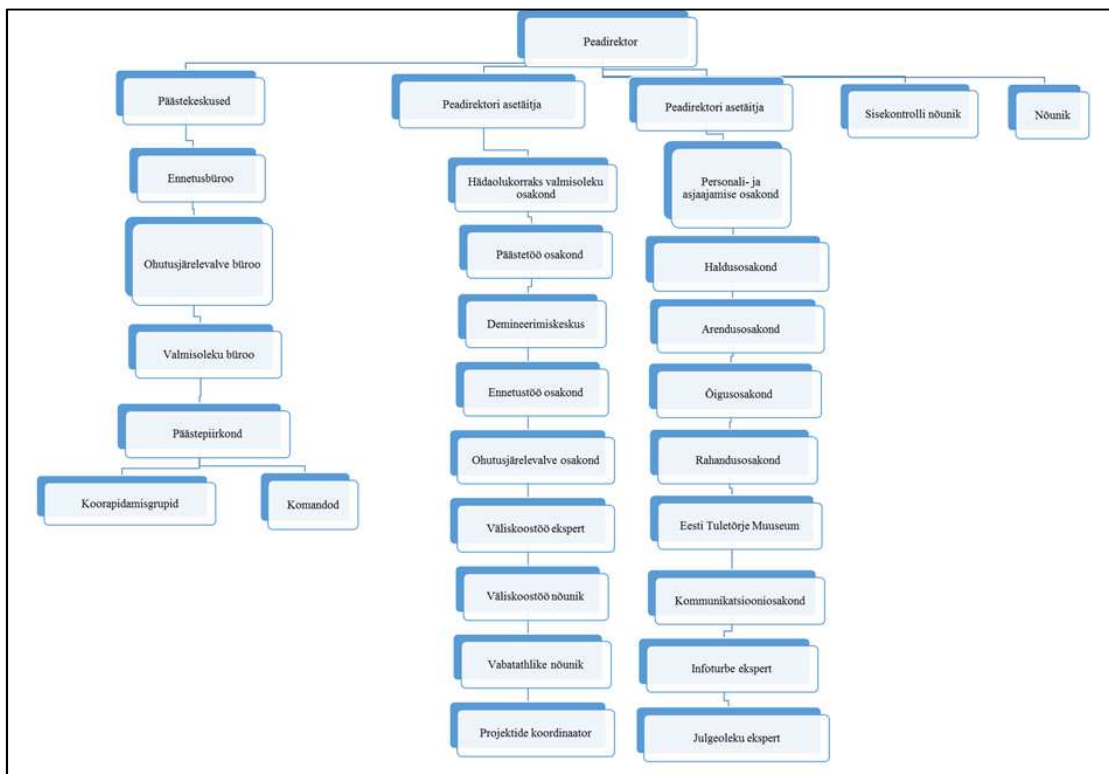 Peadirektor
Päästekeskused
Peadirektori asetäitja
Peadirektori asetäitja
Sisekontrolli nõunik
Nõunik
Ennetusbüroo
Ohutusjärelevalve büroo
Valmisoleku büroo
Päästepiirkond
Koorapidamisgrupid
Komandod
Hädaolukorraks valmisoleku
osakond
Päästetöö osakond
Demineerimiskeskus
Ennetustöö osakond
Ohutusjärelevalve osakond
Väliskoostöö ekspert
Väliskoostöö nõunik
Vabatathlike nõunik
Projektide koordinaator
Personali- ja
asjaajamise osakond
Haldusosakond
Arendusosakond
Õigusosakond
Rahandusosakond
Eesti Tuletõrje Muuseum
Kommunikatsiooniosakond
Infoturbe ekspert
Julgeoleku ekspert